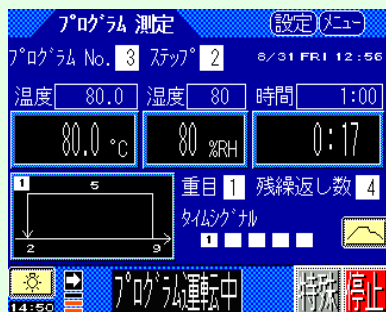 プログラム 測定 設定 メニュー
プログラム No. 3 ステップ 2 8/31 FRI 12:56
温度 80.0 湿度 80 時間 1:00
80.0 ℃ 80 %RH 0:17
1 5 2 9
重目 1 残繰返し数 4
タイムシグナル
1
14:50 プログラム運転中 特殊 停止